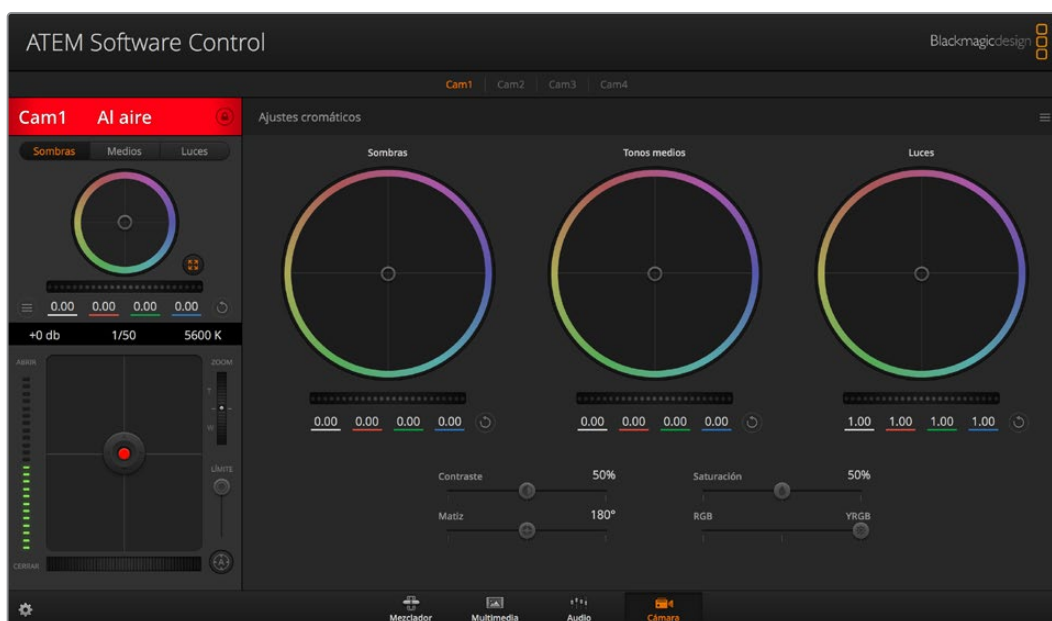 ATEM Software Control
Blackmagicdesign
Cam1 Cam2 Cam3 Cam4
Cam1 Al aire
Ajustes cromáticos
Sombras Medios Luces
Sombras Tonos medios Luces
0.00 0.00 0.00 0.00
+0 db 1/50 5600 K
ABRIR ZOOM
T
W
LÍMITE
CERRAR
A
0.00 0.00 0.00 0.00
0.00 0.00 0.00 0.00
1.00 1.00 1.00 1.00
Contraste 50%
Saturación 50%
Matiz 180°
RGB YRGB
Mezclador Multimedia Audio Cámara